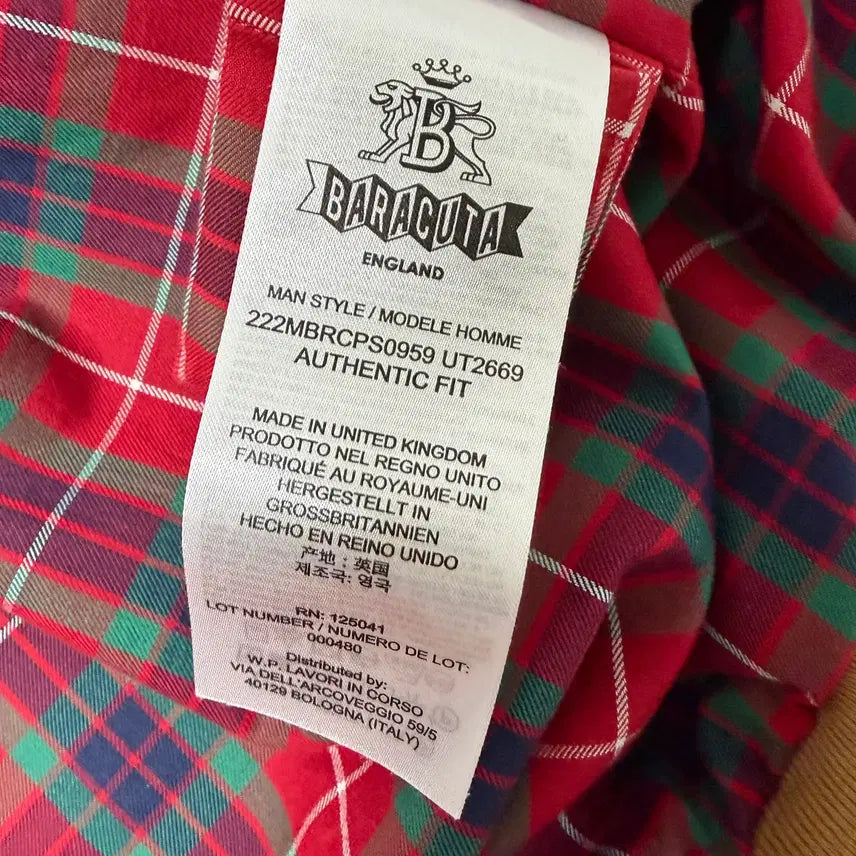 B
BARACUTA
ENGLAND
MAN STYLE / MODELE HOMME
222MBRCPS0959 UT2669
AUTHENTIC FIT
MADE IN UNITED KINGDOM
PRODOTTO NEL REGNO UNITO
FABRIQUÉ AU ROYAUME-UNI
HERGESTELLT IN
GROSSBRITANNIEN
HECHO EN REINO UNIDO
产地：英国
제조국: 영국
RN: 125041
LOT NUMBER / NUMERO DE LOT:
000480
Distributed by:
W.P. LAVORI IN CORSO
VIA DELL'ARCOVEGGIO 59/5
40129 BOLOGNA (ITALY)